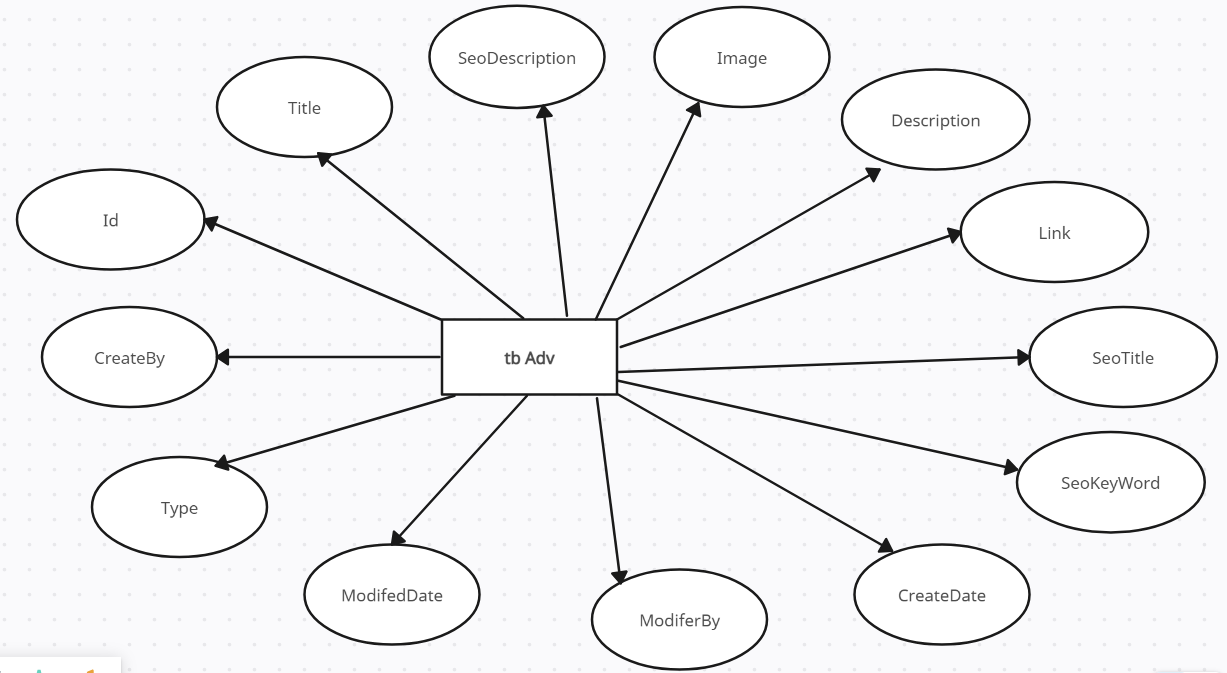 SeoDescription
Image
Title
Description
Id
Link
CreateBy
tb Adv
SeoTitle
SeoKeyWord
Type
ModifedDate
CreateDate
ModiferBy